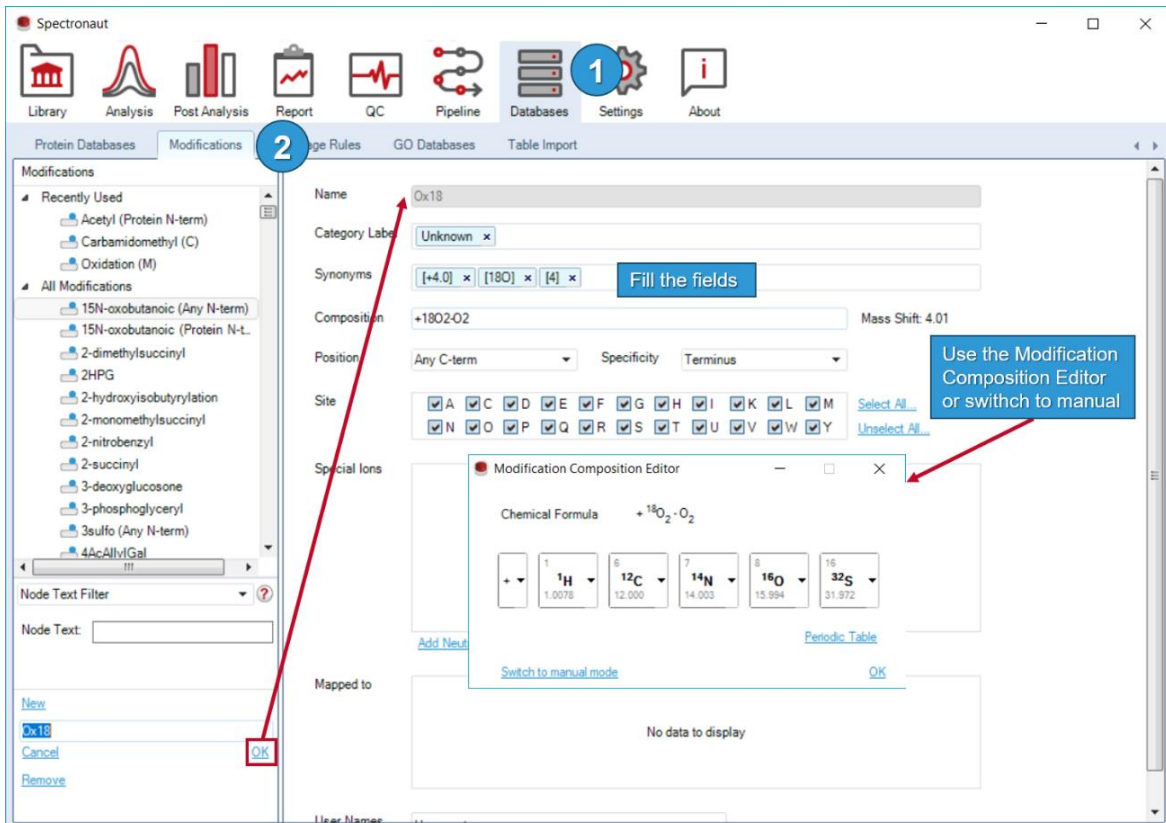 Spectronaut
Library Analysis Post Analysis Report QC Pipeline Databases 1 Settings About
Protein Databases Modifications 2 age Rules GO Databases Table Import
Modifications
Recently Used
Acetyl (Protein N-term)
Carbamidomethyl (C)
Oxidation (M)
All Modifications
15N-oxobutanoic (Any N-term)
15N-oxobutanoic (Protein N-t...
2-dimethylsuccinyl
2HPG
2-hydroxyisobutyrylation
2-monomethylsuccinyl
2-nitrobenzyl
2-succinyl
3-deoxyglucosone
3-phosphoglyceryl
3sulfo (Any N-term)
4AcAllylGal
Node Text Filter ?
Node Text:
New
Ox18
Cancel OK
Remove
Name Ox18
Category Label Unknown ×
Synonyms [+4.0] × [18O] × [4] ×
Fill the fields
Composition +18O2-O2 Mass Shift: 4.01
Position Any C-term Specificity Terminus
Use the Modification
Composition Editor
or swithch to manual
Site A C D E F G H I K L M Select All...
N O P Q R S T U V W Y Unselect All...
Special Ions
Modification Composition Editor
Chemical Formula + ¹⁸O₂ - O₂
+ 1 ¹H 1.0078 6 ¹²C 12.000 7 ¹⁴N 14.003 8 ¹⁶O 15.994 16 ³²S 31.972
Periodic Table
Switch to manual mode OK
Add Neut
Mapped to
No data to display
User Names